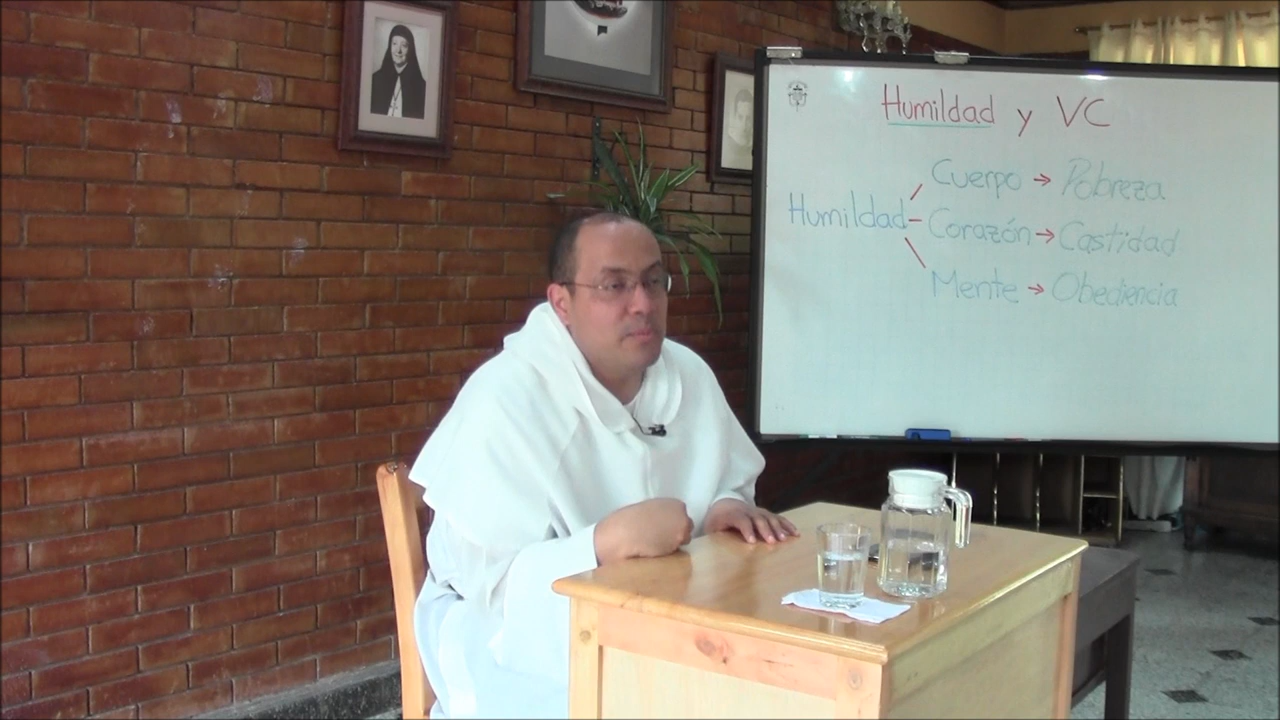 Humildad y VC
Cuerpo → Pobreza
Humildad - Corazón → Castidad
Mente → Obediencia